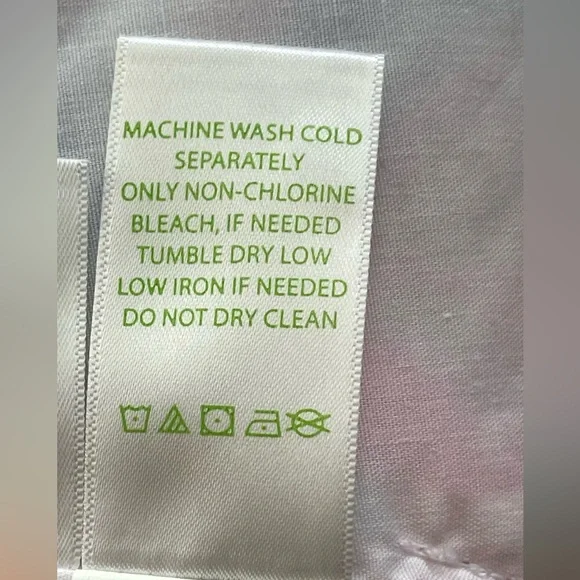 MACHINE WASH COLD
SEPARATELY
ONLY NON-CHLORINE
BLEACH, IF NEEDED
TUMBLE DRY LOW
LOW IRON IF NEEDED
DO NOT DRY CLEAN